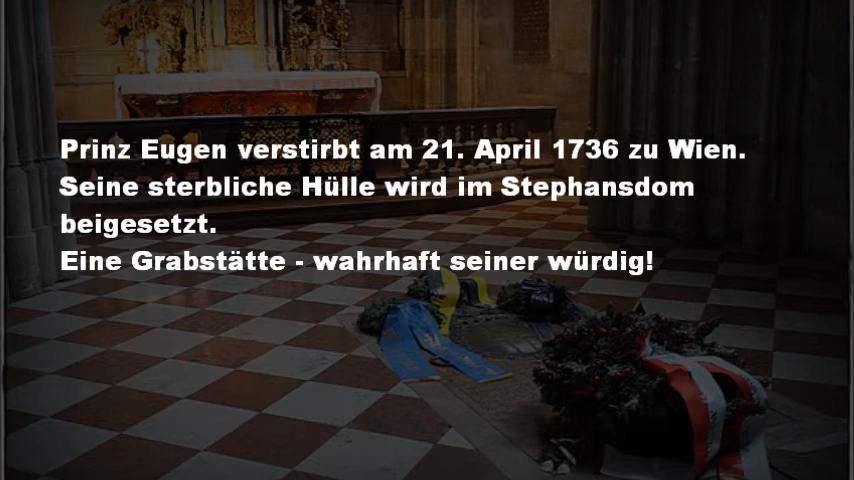 Prinz Eugen verstirbt am 21. April 1736 zu Wien.
Seine sterbliche Hülle wird im Stephansdom
beigesetzt.
Eine Grabstätte - wahrhaft seiner würdig!